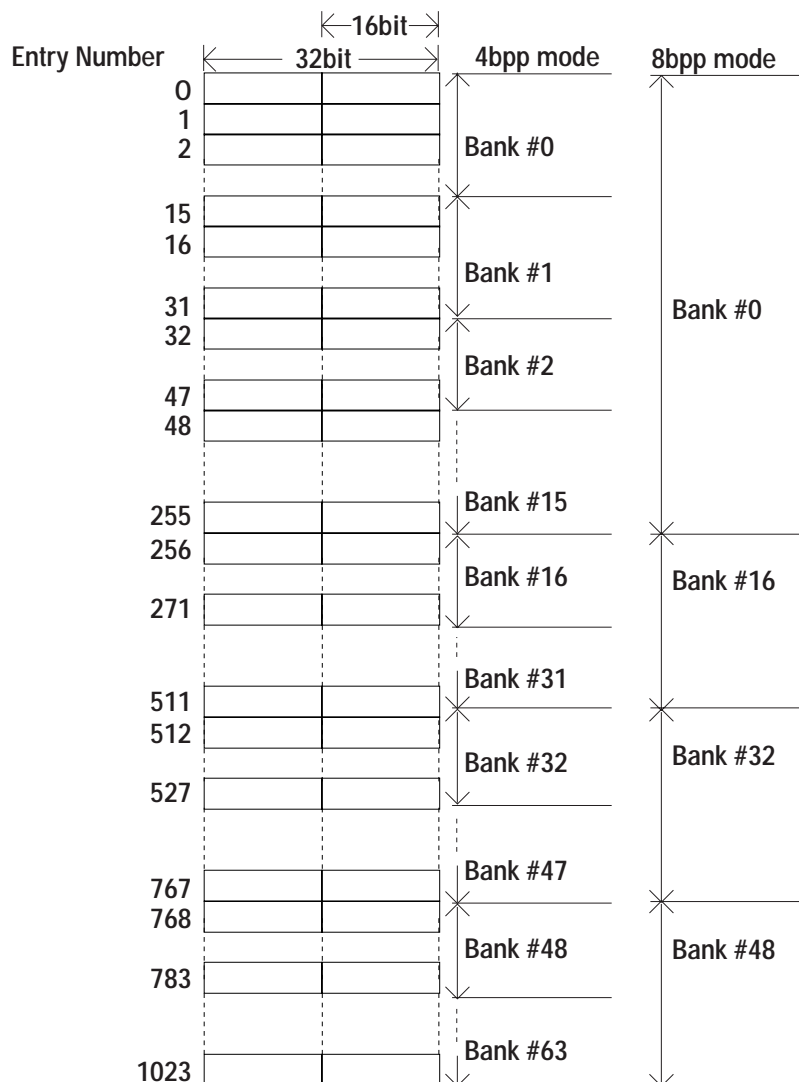 16bit
Entry Number 32bit 4bpp mode 8bpp mode
0
1
2 Bank #0
15
16 Bank #1
31 Bank #0
32
Bank #2
47
48
255 Bank #15
256
Bank #16 Bank #16
271
Bank #31
511
512
Bank #32 Bank #32
527
767 Bank #47
768
Bank #48 Bank #48
783
Bank #63
1023